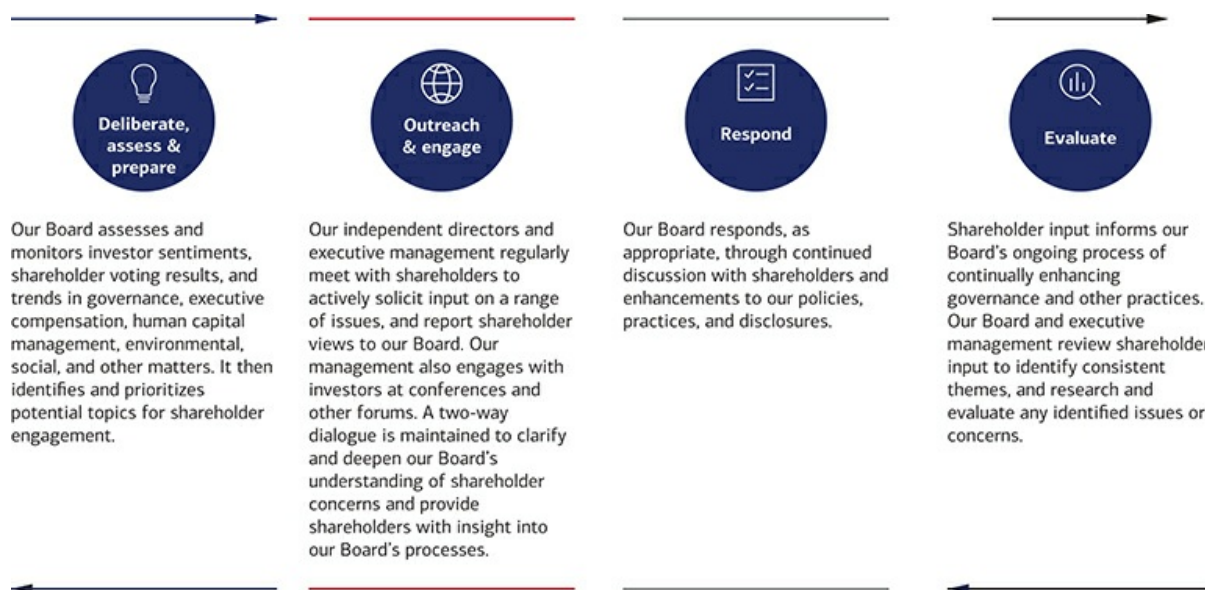 Deliberate,
assess &
prepare
Our Board assesses and
monitors investor sentiments,
shareholder voting results, and
trends in governance, executive
compensation, human capital
management, environmental,
social, and other matters. It then
identifies and prioritizes
potential topics for shareholder
engagement.
Outreach
& engage
Our independent directors and
executive management regularly
meet with shareholders to
actively solicit input on a range
of issues, and report shareholder
views to our Board. Our
management also engages with
investors at conferences and
other forums. A two-way
dialogue is maintained to clarify
and deepen our Board's
understanding of shareholder
concerns and provide
shareholders with insight into
our Board's processes.
Respond
Our Board responds, as
appropriate, through continued
discussion with shareholders and
enhancements to our policies,
practices, and disclosures.
Evaluate
Shareholder input informs our
Board's ongoing process of
continually enhancing
governance and other practices.
Our Board and executive
management review shareholder
input to identify consistent
themes, and research and
evaluate any identified issues or
concerns.